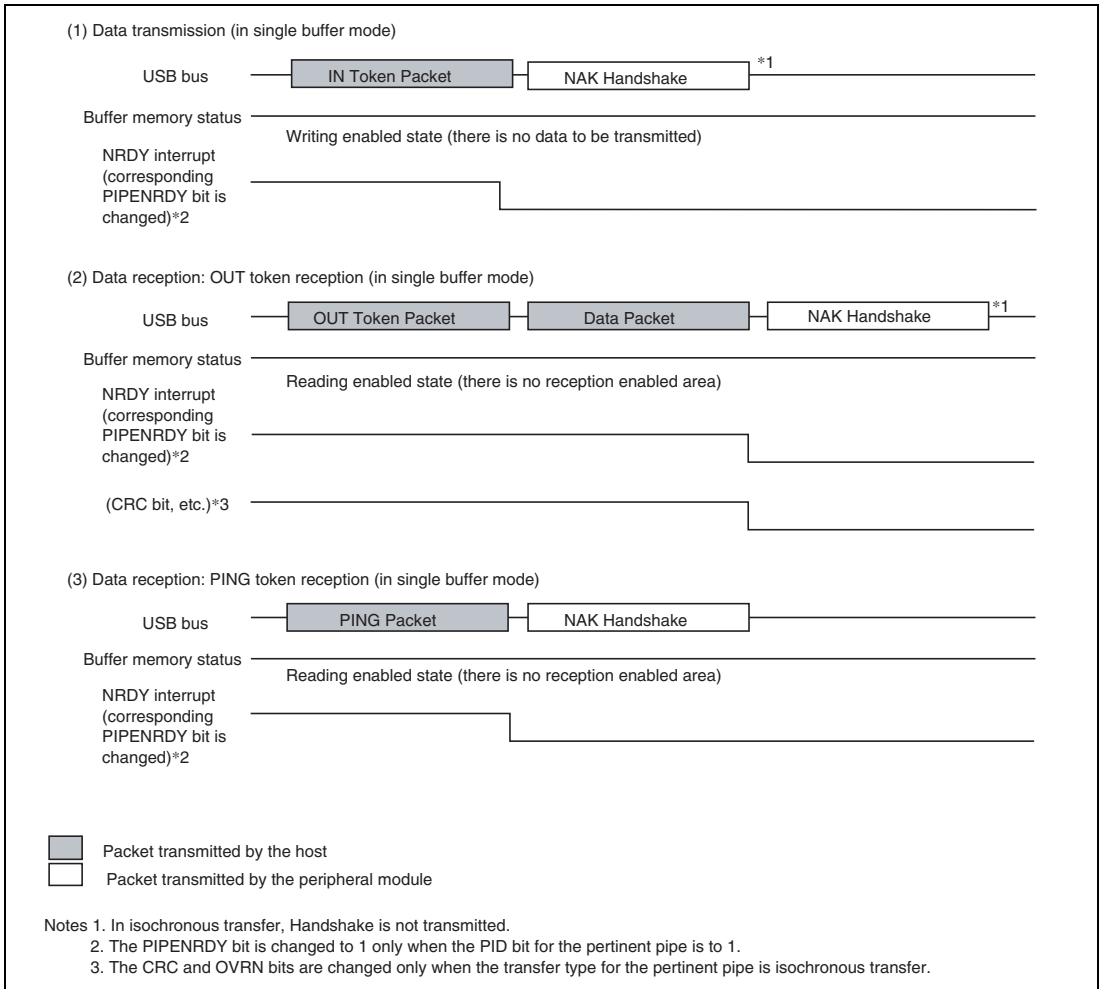 (1) Data transmission (in single buffer mode)
USB bus
IN Token Packet
NAK Handshake
*1
Buffer memory status
Writing enabled state (there is no data to be transmitted)
NRDY interrupt
(corresponding
PIPENRDY bit is
changed)*2
(2) Data reception: OUT token reception (in single buffer mode)
USB bus
OUT Token Packet
Data Packet
NAK Handshake
*1
Buffer memory status
Reading enabled state (there is no reception enabled area)
NRDY interrupt
(corresponding
PIPENRDY bit is
changed)*2
(CRC bit, etc.)*3
(3) Data reception: PING token reception (in single buffer mode)
USB bus
PING Packet
NAK Handshake
Buffer memory status
Reading enabled state (there is no reception enabled area)
NRDY interrupt
(corresponding
PIPENRDY bit is
changed)*2
Packet transmitted by the host
Packet transmitted by the peripheral module
Notes 1. In isochronous transfer, Handshake is not transmitted.
2. The PIPENRDY bit is changed to 1 only when the PID bit for the pertinent pipe is to 1.
3. The CRC and OVRN bits are changed only when the transfer type for the pertinent pipe is isochronous transfer.